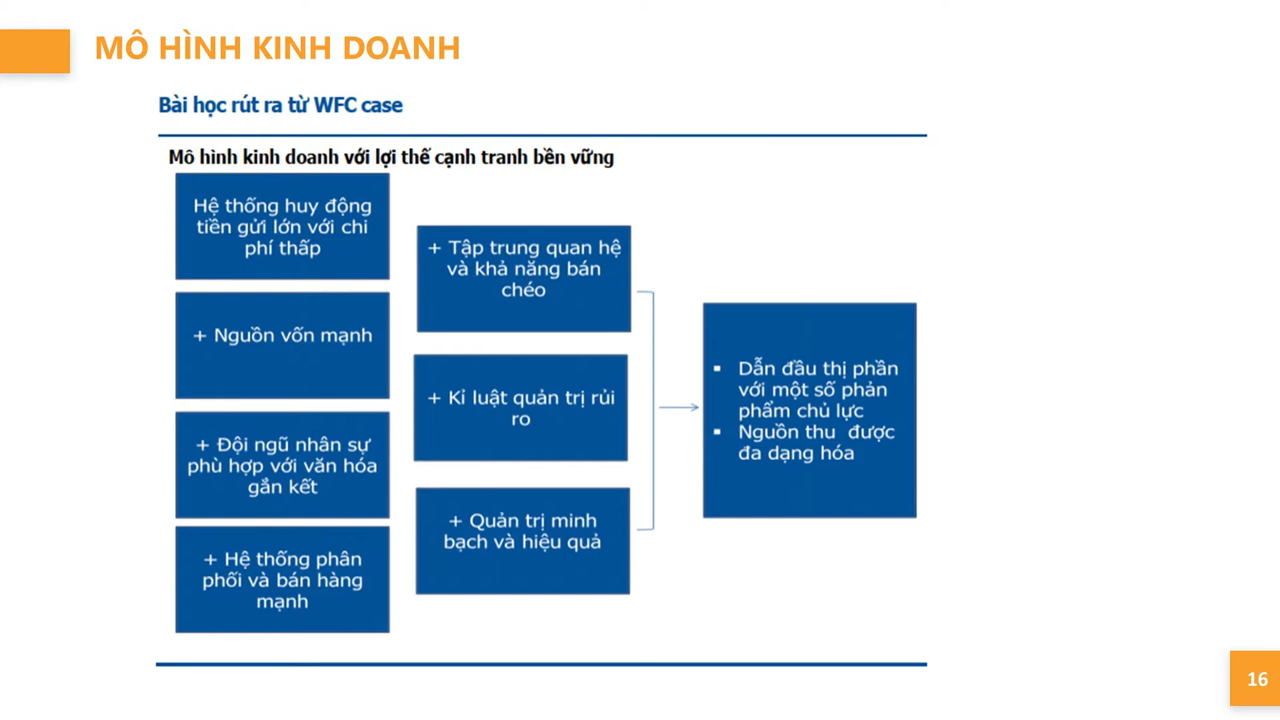 MÔ HÌNH KINH DOANH
Bài học rút ra từ WFC case
Mô hình kinh doanh với lợi thế cạnh tranh bền vững
Hệ thống huy động
tiền gửi lớn với chi
phí thấp
+ Nguồn vốn mạnh
+ Đội ngũ nhân sự
phù hợp với văn hóa
gắn kết
+ Hệ thống phân
phối và bán hàng
mạnh
+ Tập trung quan hệ
và khả năng bán
chéo
+ Kỉ luật quản trị rủi
ro
+ Quản trị minh
bạch và hiệu quả
▪ Dẫn đầu thị phần
với một số phản
phẩm chủ lực
▪ Nguồn thu được
đa dạng hóa
16